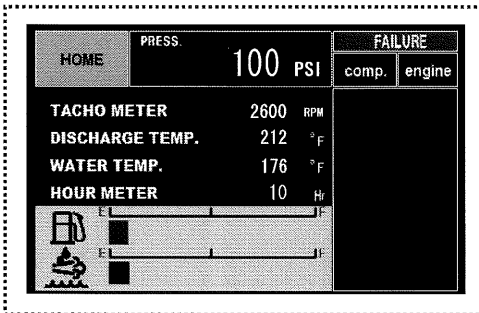 HOME
PRESS.
100 PSI
FAILURE
comp. engine
TACHO METER 2600 RPM
DISCHARGE TEMP. 212 °F
WATER TEMP. 176 °F
HOUR METER 10 Hr
E F
E F